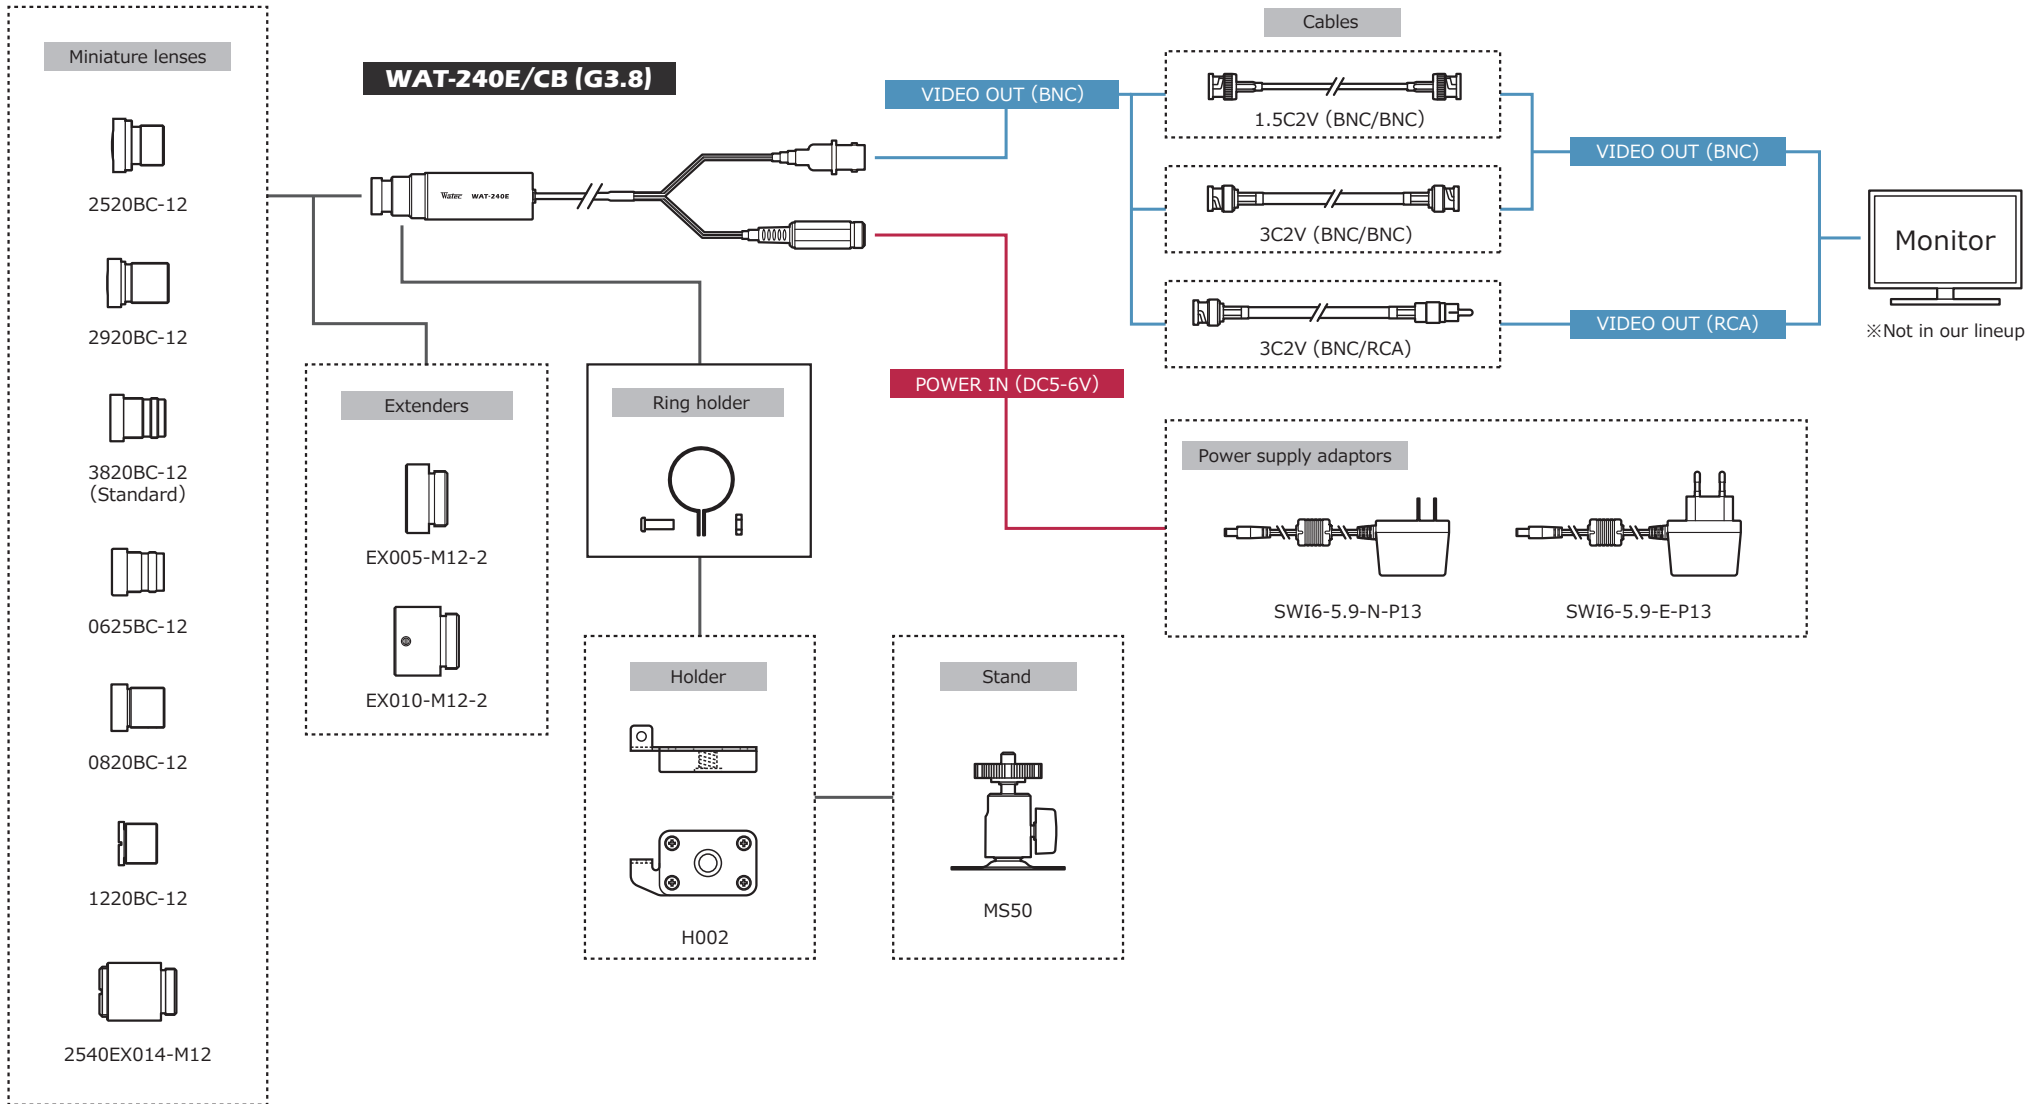 Miniature lenses
2520BC-12
2920BC-12
3820BC-12
(Standard)
0625BC-12
0820BC-12
1220BC-12
2540EX014-M12
WAT-240E/CB (G3.8)
Watec WAT-240E
Extenders
EX005-M12-2
EX010-M12-2
Ring holder
Holder
H002
Stand
MS50
VIDEO OUT (BNC)
POWER IN (DC5-6V)
Cables
1.5C2V (BNC/BNC)
3C2V (BNC/BNC)
3C2V (BNC/RCA)
VIDEO OUT (BNC)
VIDEO OUT (RCA)
Monitor
※Not in our lineup
Power supply adaptors
SWI6-5.9-N-P13
SWI6-5.9-E-P13